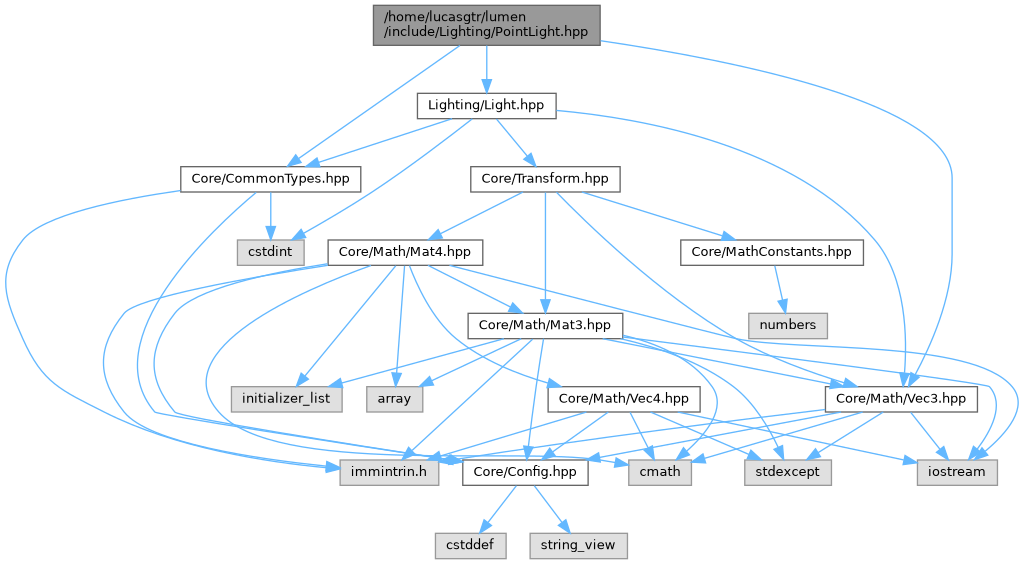 /home/lucasgtr/lumen
/include/Lighting/PointLight.hpp
Lighting/Light.hpp
Core/CommonTypes.hpp
Core/Transform.hpp
cstdint
Core/Math/Mat4.hpp
Core/MathConstants.hpp
Core/Math/Mat3.hpp
numbers
initializer_list
array
Core/Math/Vec4.hpp
Core/Math/Vec3.hpp
immintrin.h
Core/Config.hpp
cmath
stdexcept
iostream
cstddef
string_view